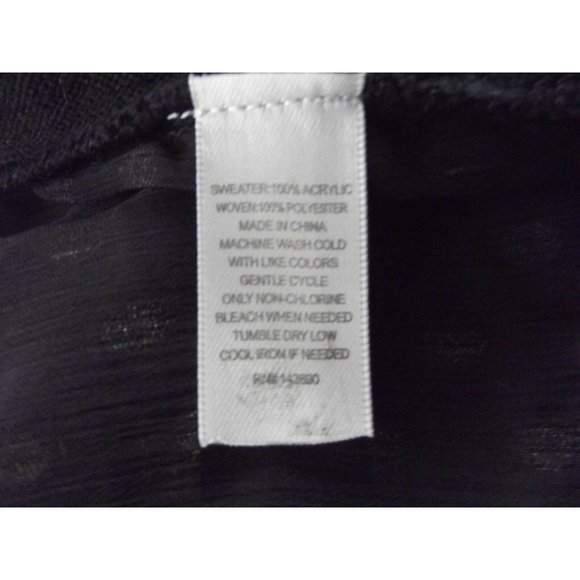 SWEATER:100% ACRYLIC
WOVEN:100% POLYESTER
MADE IN CHINA
MACHINE WASH COLD
WITH LIKE COLORS
GENTLE CYCLE
ONLY NON-CHLORINE
BLEACH WHEN NEEDED
TUMBLE DRY LOW
COOL IRON IF NEEDED